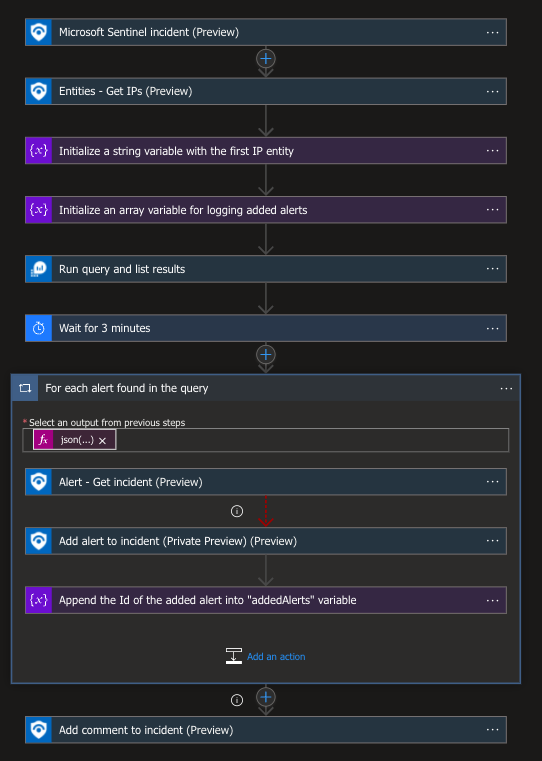 Microsoft Sentinel incident (Preview)
Entities - Get IPs (Preview)
{x} Initialize a string variable with the first IP entity
{x} Initialize an array variable for logging added alerts
Run query and list results
Wait for 3 minutes
For each alert found in the query
* Select an output from previous steps
fx json(...) ×
Alert - Get incident (Preview)
Add alert to incident (Private Preview) (Preview)
{x} Append the Id of the added alert into "addedAlerts" variable
Add an action
Add comment to incident (Preview)